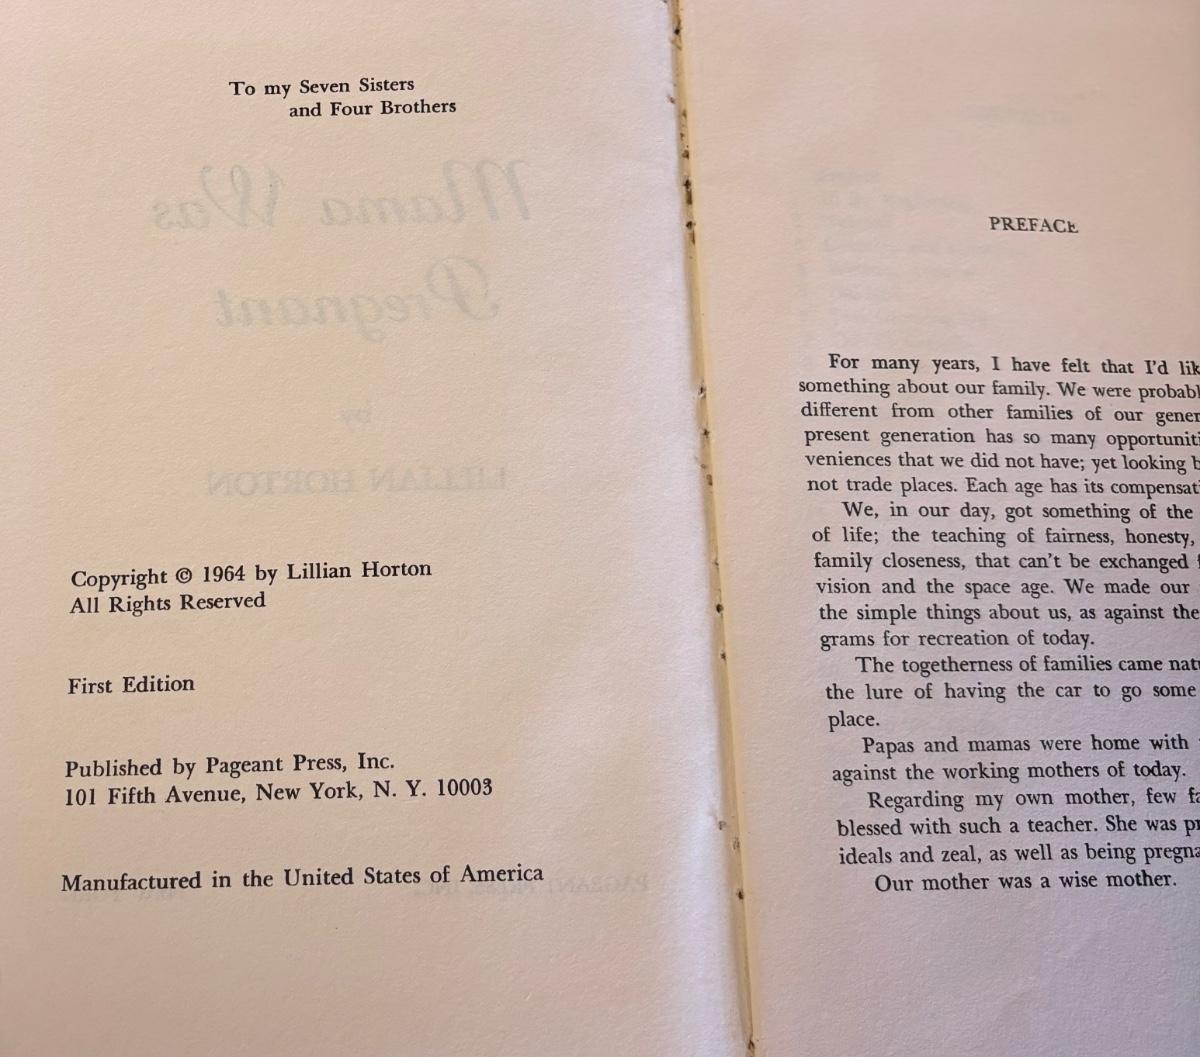 To my Seven Sisters
and Four Brothers
Mama Was
Pregnant
by
LILLIAN HORTON
Copyright © 1964 by Lillian Horton
All Rights Reserved
First Edition
Published by Pageant Press, Inc.
101 Fifth Avenue, New York, N. Y. 10003
Manufactured in the United States of America
PREFACE
For many years, I have felt that I'd lik
something about our family. We were probabl
different from other families of our gener
present generation has so many opportuniti
veniences that we did not have; yet looking b
not trade places. Each age has its compensati
We, in our day, got something of the
of life; the teaching of fairness, honesty,
family closeness, that can't be exchanged f
vision and the space age. We made our
the simple things about us, as against the
grams for recreation of today.
The togetherness of families came natu
the lure of having the car to go some
place.
Papas and mamas were home with
against the working mothers of today.
Regarding my own mother, few fa
blessed with such a teacher. She was pr
ideals and zeal, as well as being pregna
Our mother was a wise mother.